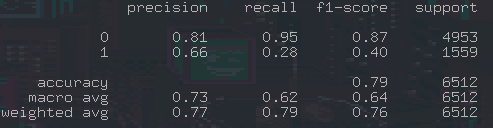 precision recall f1-score support
0 0.81 0.95 0.87 4953
1 0.66 0.28 0.40 1559
accuracy 0.79 6512
macro avg 0.73 0.62 0.64 6512
weighted avg 0.77 0.79 0.76 6512